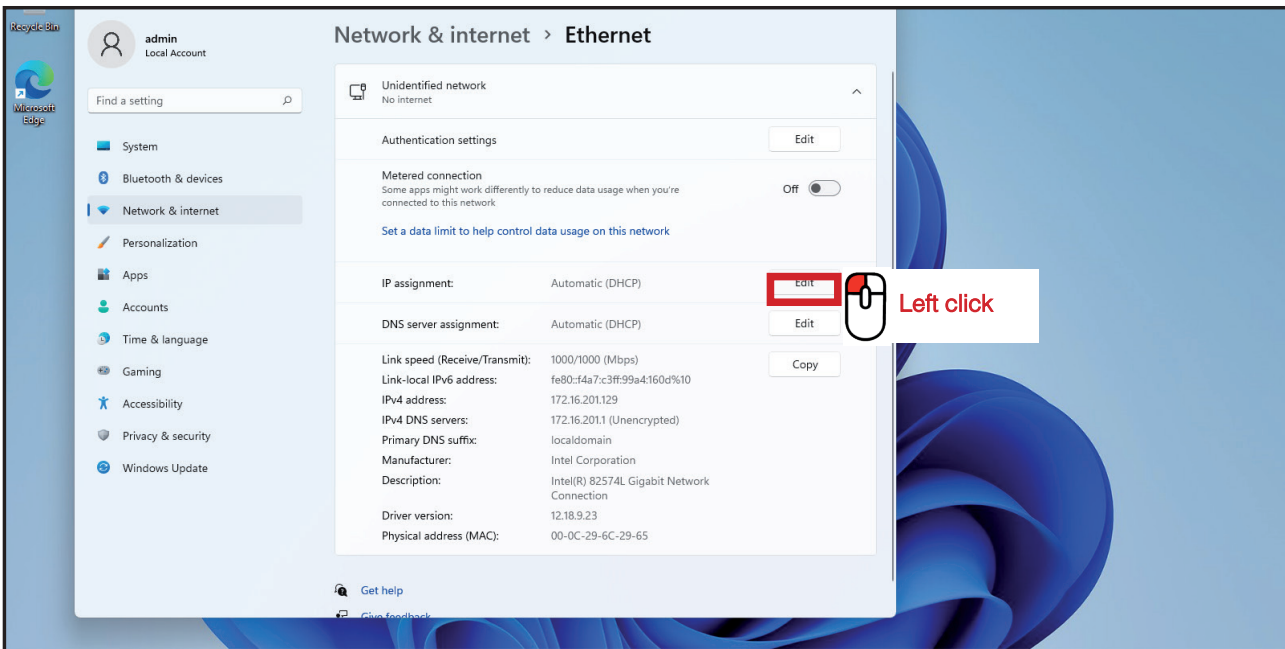 Recycle Bin
Microsoft
Edge
admin
Local Account
Find a setting
System
Bluetooth & devices
Network & internet
Personalization
Apps
Accounts
Time & language
Gaming
Accessibility
Privacy & security
Windows Update
Network & internet > Ethernet
Unidentified network
No internet
Authentication settings
Edit
Metered connection
Some apps might work differently to reduce data usage when you're
connected to this network
Off
Set a data limit to help control data usage on this network
IP assignment: Automatic (DHCP)
Edit
Left click
DNS server assignment: Automatic (DHCP)
Edit
Link speed (Receive/Transmit): 1000/1000 (Mbps)
Copy
Link-local IPv6 address: fe80::f4a7:c3ff:99a4:160d%10
IPv4 address: 172.16.201.129
IPv4 DNS servers: 172.16.201.1 (Unencrypted)
Primary DNS suffix: localdomain
Manufacturer: Intel Corporation
Description: Intel(R) 82574L Gigabit Network
Connection
Driver version: 12.18.9.23
Physical address (MAC): 00-0C-29-6C-29-65
Get help
Give feedback